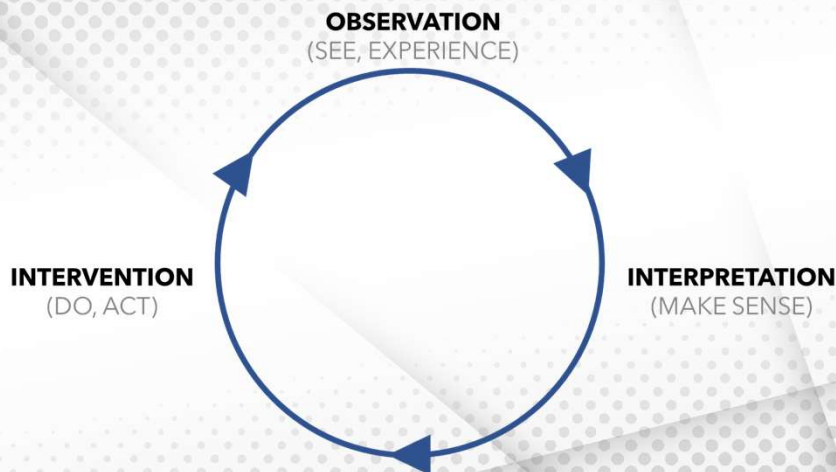 OBSERVATION
(SEE, EXPERIENCE)
INTERVENTION
(DO, ACT)
INTERPRETATION
(MAKE SENSE)